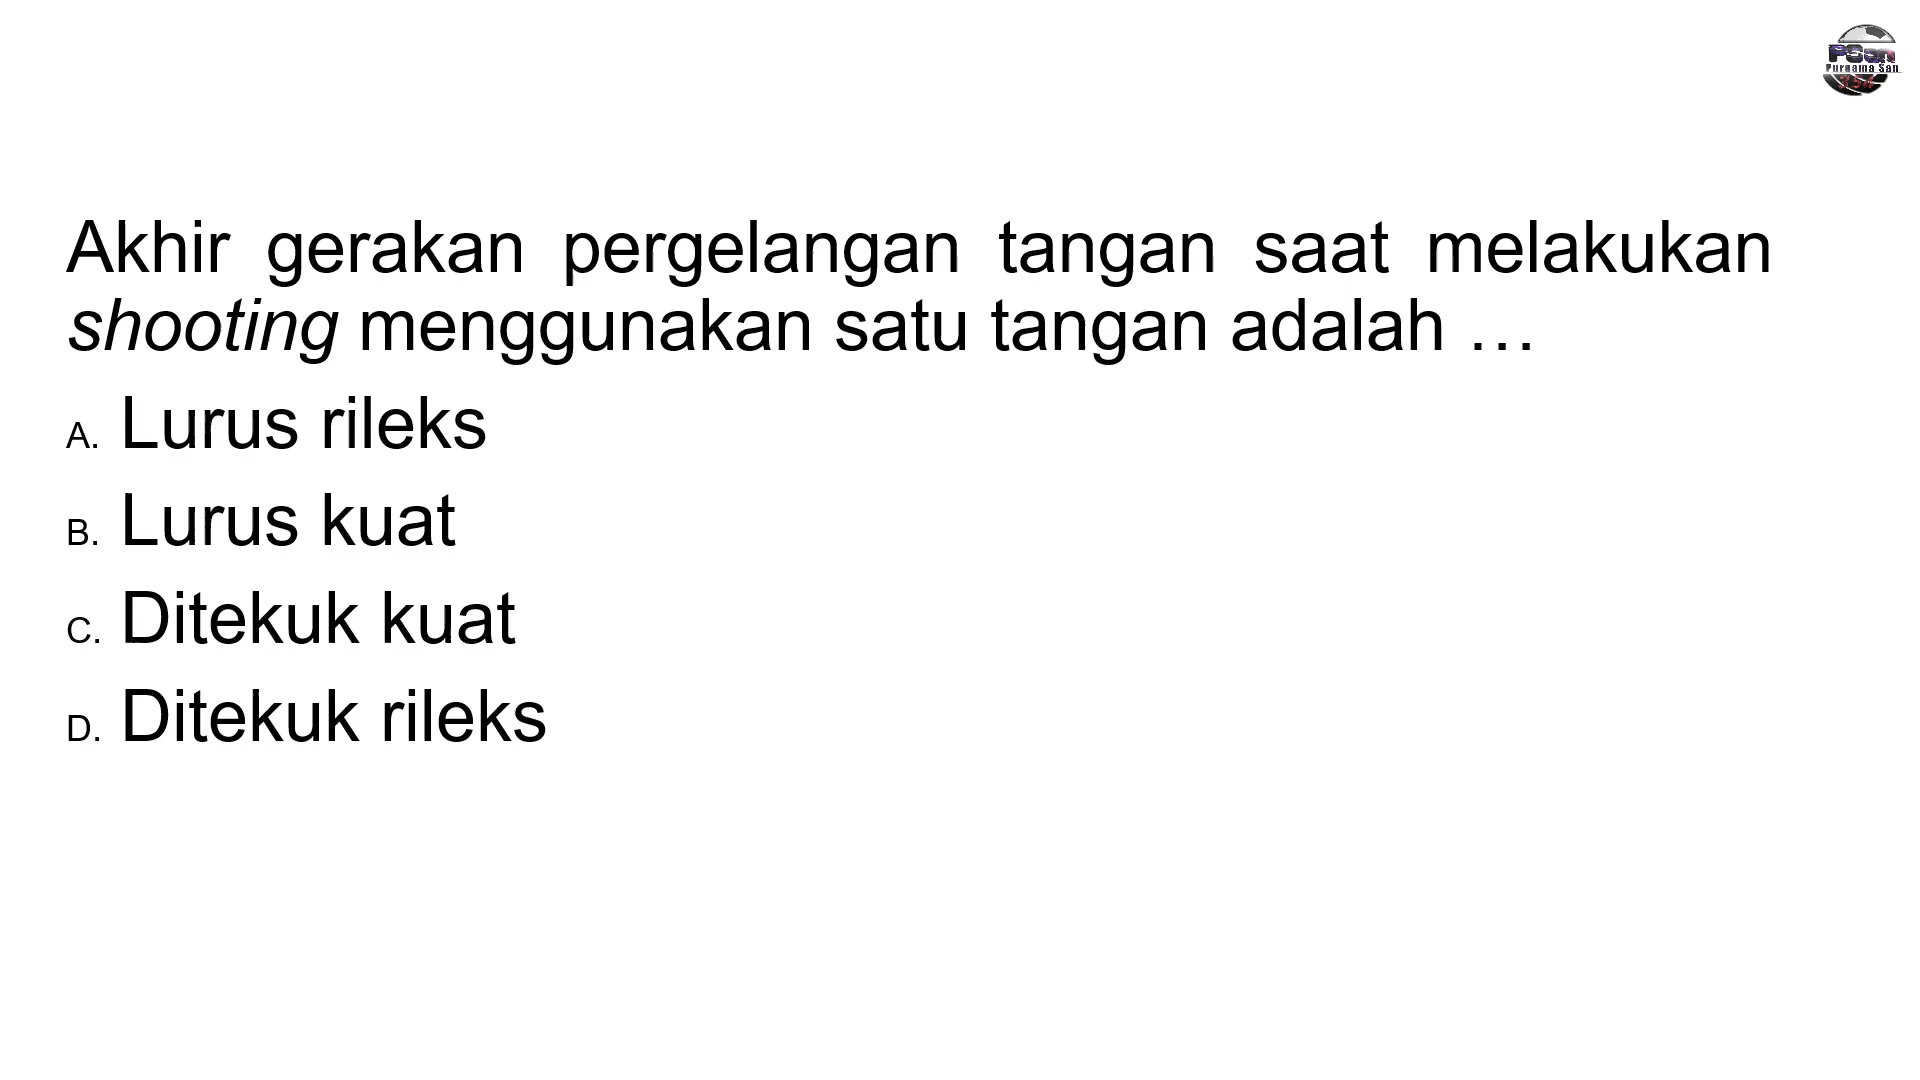 PSan
Purnama San
Akhir gerakan pergelangan tangan saat melakukan
shooting menggunakan satu tangan adalah …
A. Lurus rileks
B. Lurus kuat
C. Ditekuk kuat
D. Ditekuk rileks